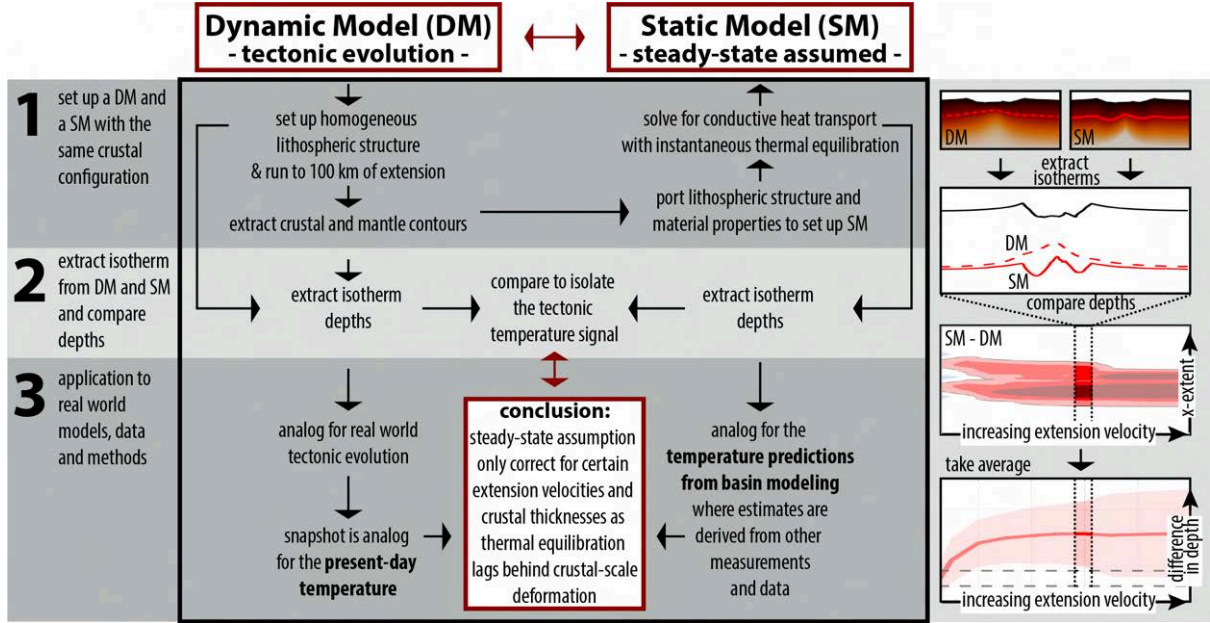 Dynamic Model (DM)
- tectonic evolution -
Static Model (SM)
- steady-state assumed -
1
set up a DM and
a SM with the
same crustal
configuration
set up homogeneous
lithospheric structure
& run to 100 km of extension
extract crustal and mantle contours
solve for conductive heat transport
with instantaneous thermal equilibration
port lithospheric structure and
material properties to set up SM
2
extract isotherm
from DM and SM
and compare
depths
extract isotherm
depths
compare to isolate
the tectonic
temperature signal
extract isotherm
depths
3
application to
real world
models, data
and methods
analog for real world
tectonic evolution
snapshot is analog
for the present-day
temperature
conclusion:
steady-state assumption
only correct for certain
extension velocities and
crustal thicknesses as
thermal equilibration
lags behind crustal-scale
deformation
analog for the
temperature predictions
from basin modeling
where estimates are
derived from other
measurements
and data
DM
SM
extract
isotherms
DM
SM
compare depths
SM - DM
x-extent
increasing extension velocity
take average
difference
in depth
increasing extension velocity